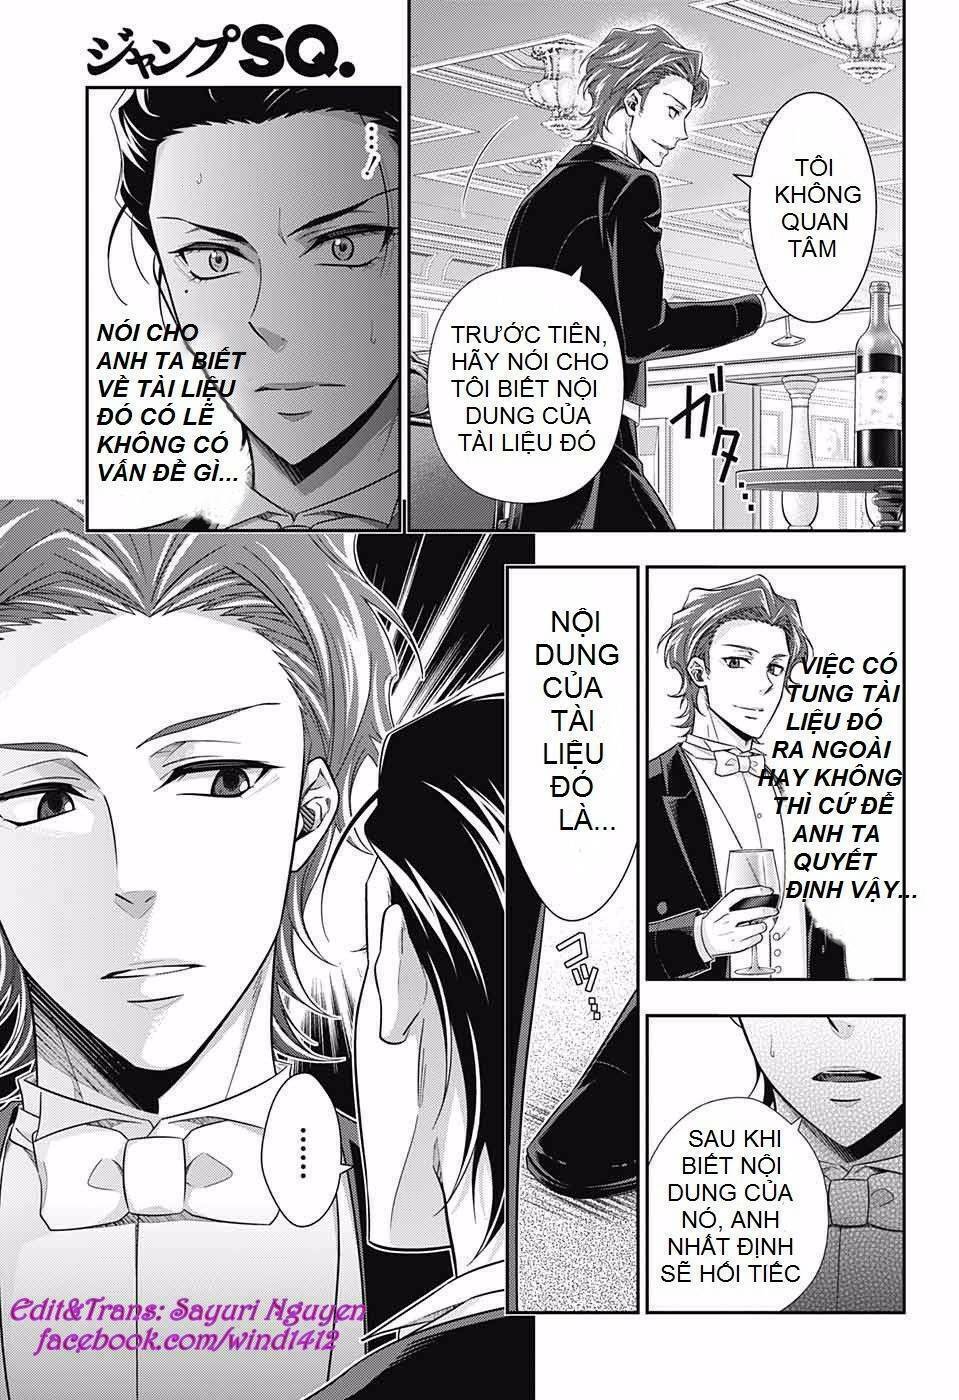 ジャンプSQ.
TÔI
KHÔNG
QUAN
TÂM
TRƯỚC TIÊN,
HÃY NÓI CHO
TÔI BIẾT NỘI
DUNG CỦA
TÀI LIỆU ĐÓ
ガタッ
…!
NÓI CHO
ANH TA BIẾT
VỀ TÀI LIỆU
ĐÓ CÓ LẼ
KHÔNG CÓ
VẤN ĐỀ GÌ...
VIỆC CÓ
TUNG TÀI
LIỆU ĐÓ
RA NGOÀI
HAY KHÔNG
THÌ CỨ ĐỂ
ANH TA
QUYẾT
ĐỊNH VẬY...
SAU KHI
BIẾT NỘI
DUNG CỦA
NÓ, ANH
NHẤT ĐỊNH
SẼ HỐI TIẾC
NỘI
DUNG CỦA
TÀI
LIỆU
ĐÓ
LÀ...
コツ…
……
Edit&Trans: Sayuri Nguyen
facebook.com/wind1412